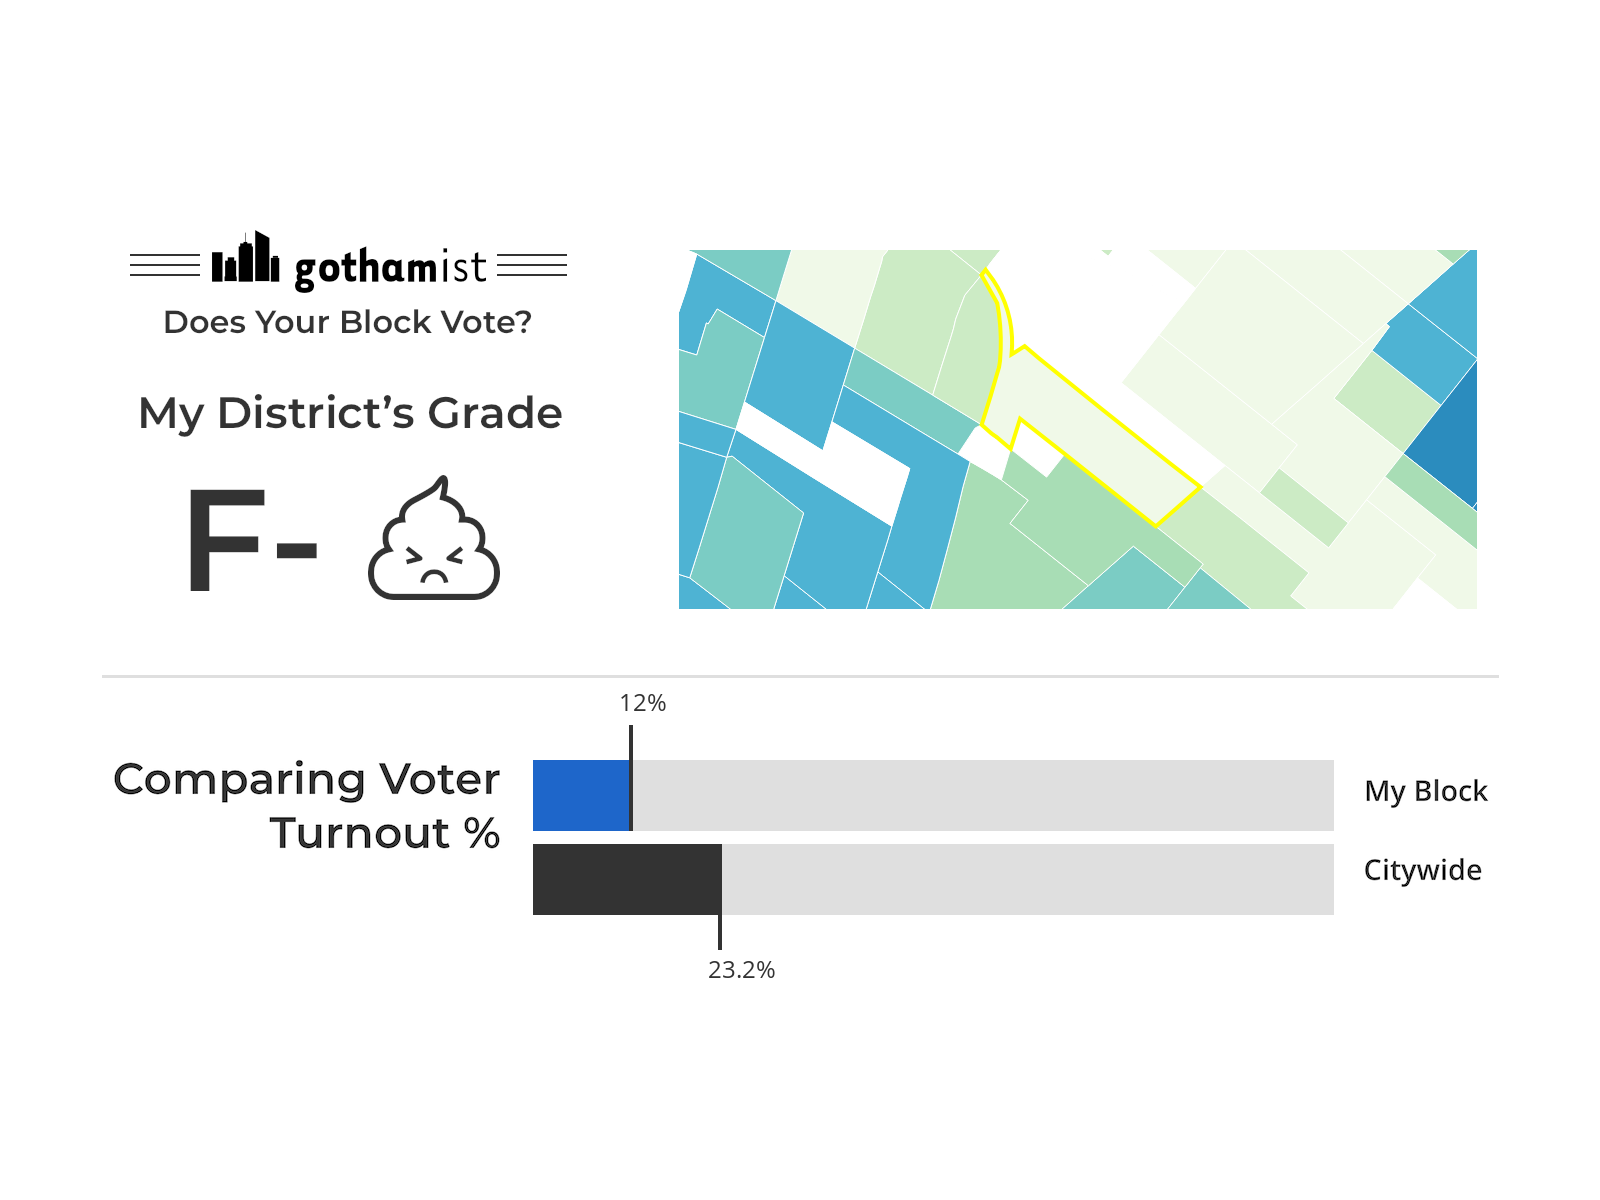 gothamist
Does Your Block Vote?
My District’s Grade
F-
12%
Comparing Voter
Turnout %
My Block
Citywide
23.2%